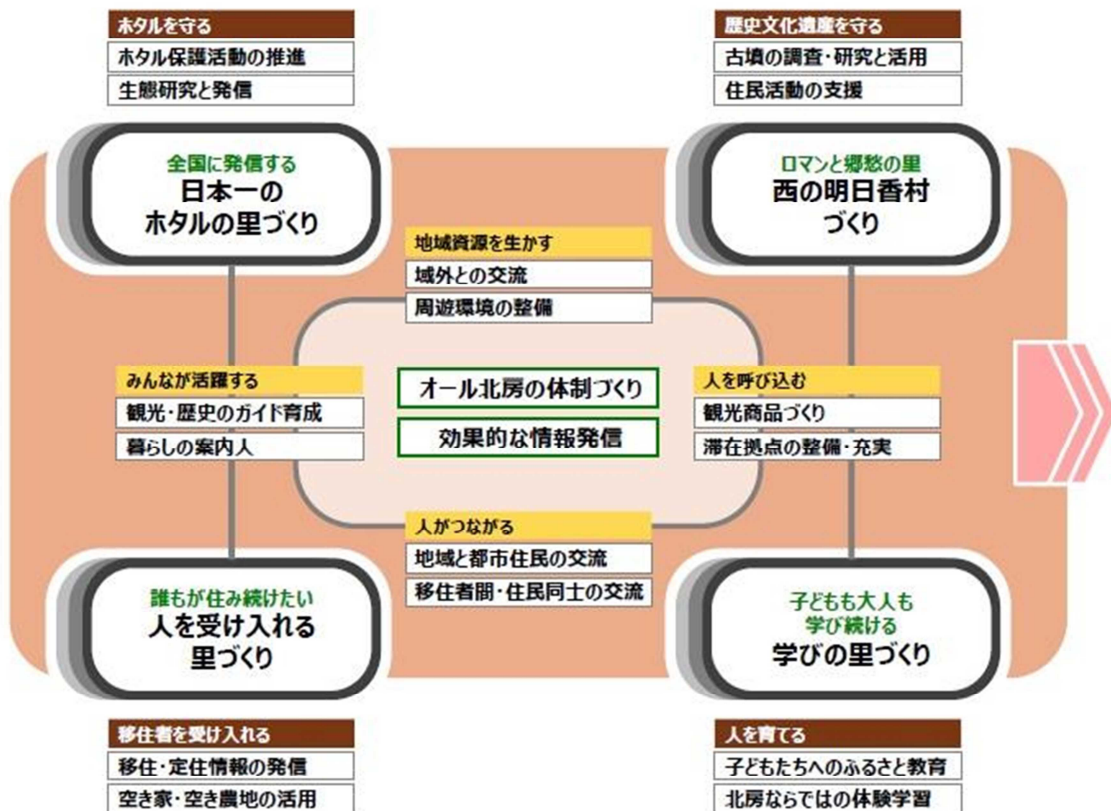 ホタルを守る
ホタル保護活動の推進
生態研究と発信
歴史文化遺産を守る
古墳の調査・研究と活用
住民活動の支援
全国に発信する
日本一の
ホタルの里づくり
ロマンと郷愁の里
西の明日香村
づくり
地域資源を生かす
域外との交流
周遊環境の整備
みんなが活躍する
観光・歴史のガイド育成
暮らしの案内人
オール北房の体制づくり
効果的な情報発信
人を呼び込む
観光商品づくり
滞在拠点の整備・充実
人がつながる
地域と都市住民の交流
移住者間・住民同士の交流
誰もが住み続けたい
人を受け入れる
里づくり
子どもも大人も
学び続ける
学びの里づくり
移住者を受け入れる
移住・定住情報の発信
空き家・空き農地の活用
人を育てる
子どもたちへのふるさと教育
北房ならではの体験学習